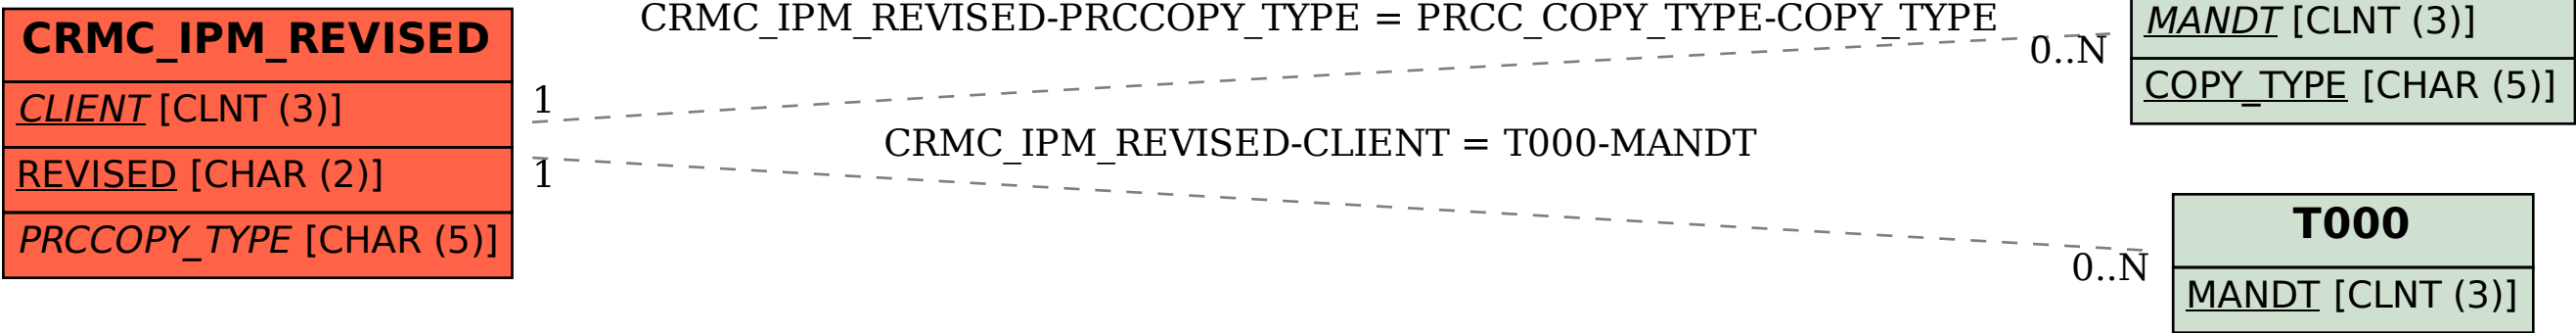 CRMC_IPM_REVISED
CLIENT [CLNT (3)]
REVISED [CHAR (2)]
PRCCOPY_TYPE [CHAR (5)]
CRMC_IPM_REVISED-PRCCOPY_TYPE = PRCC_COPY_TYPE-COPY_TYPE
1
0..N
CRMC_IPM_REVISED-CLIENT = T000-MANDT
1
0..N
MANDT [CLNT (3)]
COPY_TYPE [CHAR (5)]
T000
MANDT [CLNT (3)]